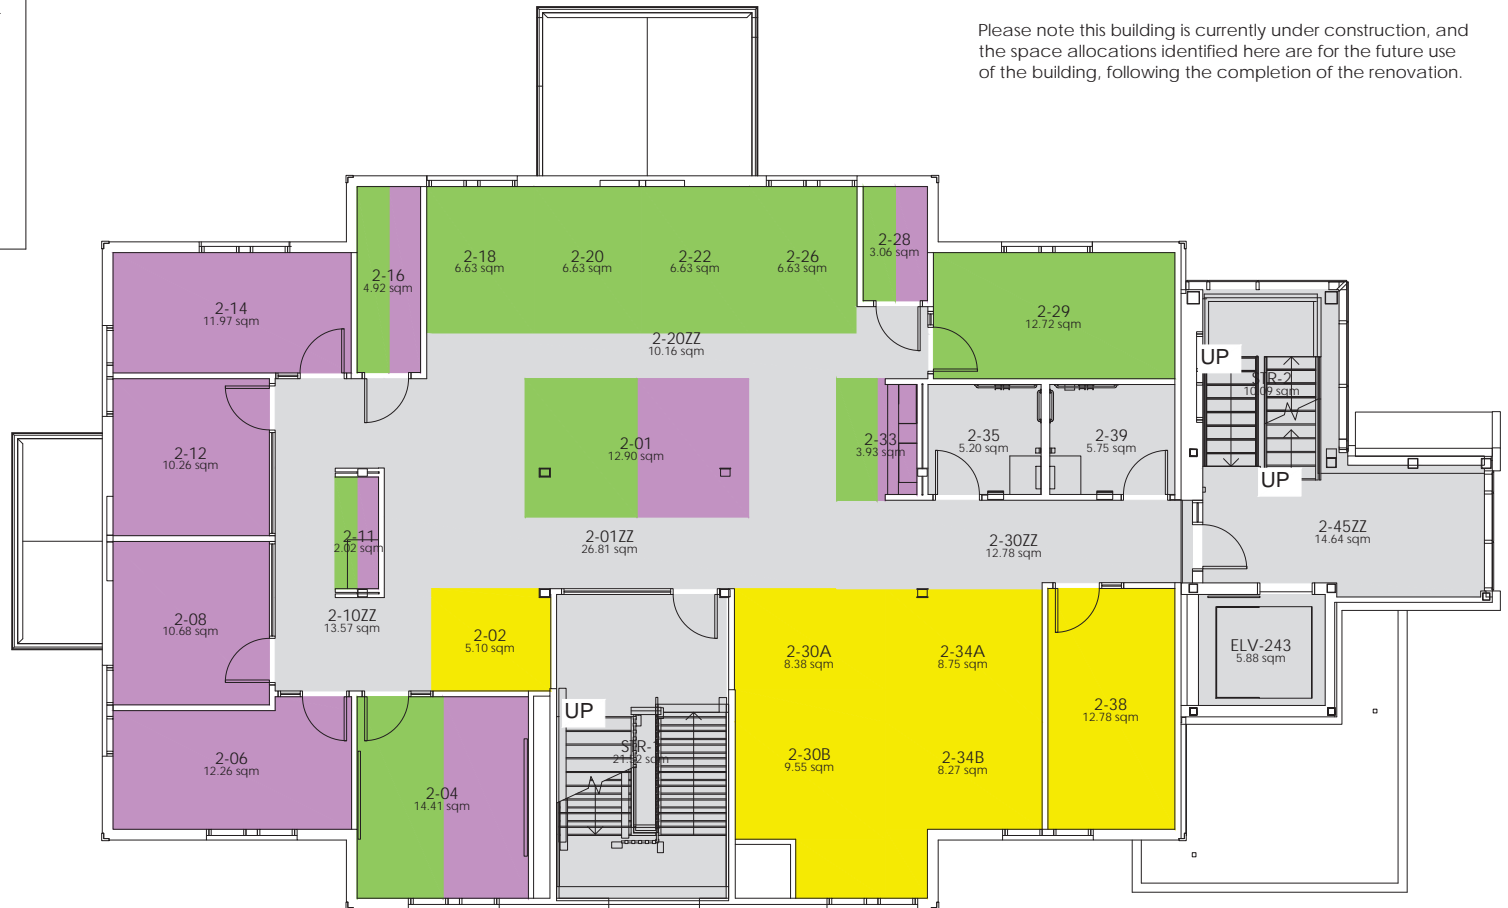 Please note this building is currently under construction, and
the space allocations identified here are for the future use
of the building, following the completion of the renovation.
2-18
6.63 sqm
2-20
6.63 sqm
2-22
6.63 sqm
2-26
6.63 sqm
2-28
3.06 sqm
2-16
4.92 sqm
2-14
11.97 sqm
2-29
12.72 sqm
2-20ZZ
10.16 sqm
UP
STR-2
10.09 sqm
2-12
10.26 sqm
2-01
12.90 sqm
2-33
3.93 sqm
2-35
5.20 sqm
2-39
5.75 sqm
UP
2-11
2.02 sqm
2-01ZZ
26.81 sqm
2-30ZZ
12.78 sqm
2-45ZZ
14.64 sqm
2-08
10.68 sqm
2-10ZZ
13.57 sqm
2-02
5.10 sqm
2-30A
8.38 sqm
2-34A
8.75 sqm
ELV-243
5.88 sqm
UP
2-38
12.78 sqm
2-06
12.26 sqm
2-30B
9.55 sqm
2-34B
8.27 sqm
2-04
14.41 sqm